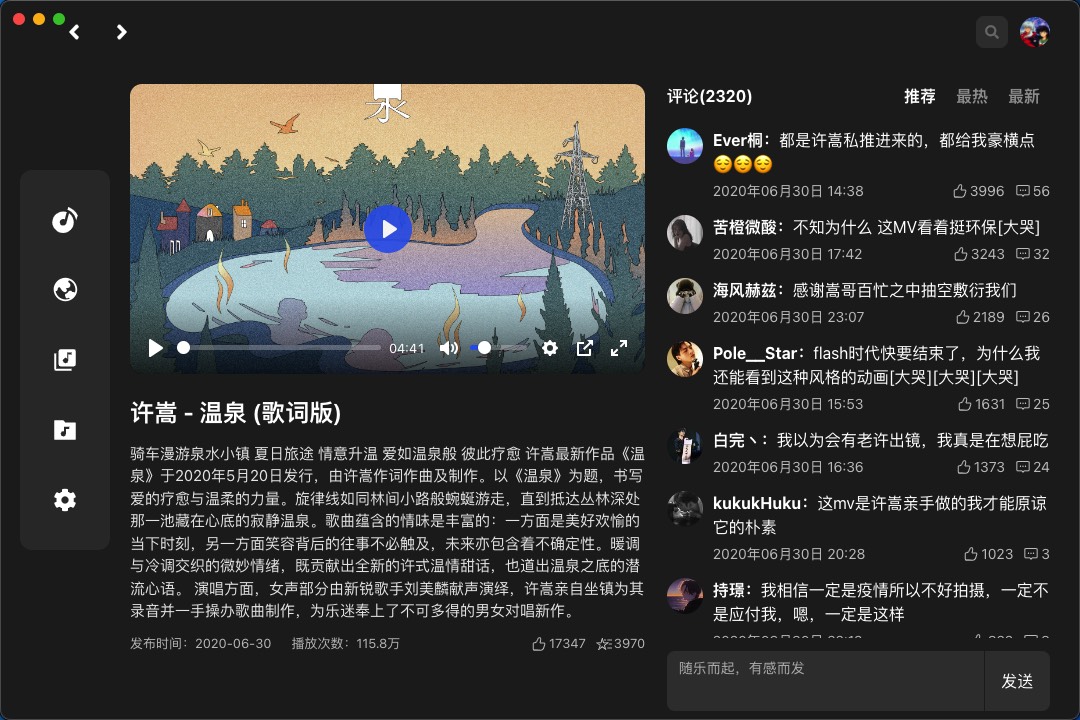 泉
04:41
许嵩 - 温泉 (歌词版)
骑车漫游泉水小镇 夏日旅途 情意升温 爱如温泉般 彼此疗愈 许嵩最新作品《温
泉》于2020年5月20日发行，由许嵩作词作曲及制作。以《温泉》为题，书写
爱的疗愈与温柔的力量。旋律线如同林间小路般蜿蜒游走，直到抵达丛林深处
那一池藏在心底的寂静温泉。歌曲蕴含的情味是丰富的：一方面是美好欢愉的
当下时刻，另一方面笑容背后的往事不必触及，未来亦包含着不确定性。暖调
与冷调交织的微妙情绪，既贡献出全新的许式温情甜话，也道出温泉之底的潜
流心语。 演唱方面，女声部分由新锐歌手刘美麟献声演绎，许嵩亲自坐镇为其
录音并一手操办歌曲制作，为乐迷奉上了不可多得的男女对唱新作。
发布时间：2020-06-30 播放次数：115.8万 17347 3970
评论(2320) 推荐 最热 最新
Ever桐：都是许嵩私推进来的，都给我豪横点
😌😌😌
2020年06月30日 14:38 3996 56
苦橙微酸：不知为什么 这MV看着挺环保[大哭]
2020年06月30日 17:42 3243 32
海风赫兹：感谢嵩哥百忙之中抽空敷衍我们
2020年06月30日 23:07 2189 26
Pole__Star：flash时代快要结束了，为什么我
还能看到这种风格的动画[大哭][大哭][大哭]
2020年06月30日 15:53 1631 25
白完丶：我以为会有老许出镜，我真是在想屁吃
2020年06月30日 16:36 1373 24
kukukHuku：这mv是许嵩亲手做的我才能原谅
它的朴素
2020年06月30日 20:28 1023 3
持璟：我相信一定是疫情所以不好拍摄，一定不
是应付我，嗯，一定是这样
随乐而起，有感而发
发送